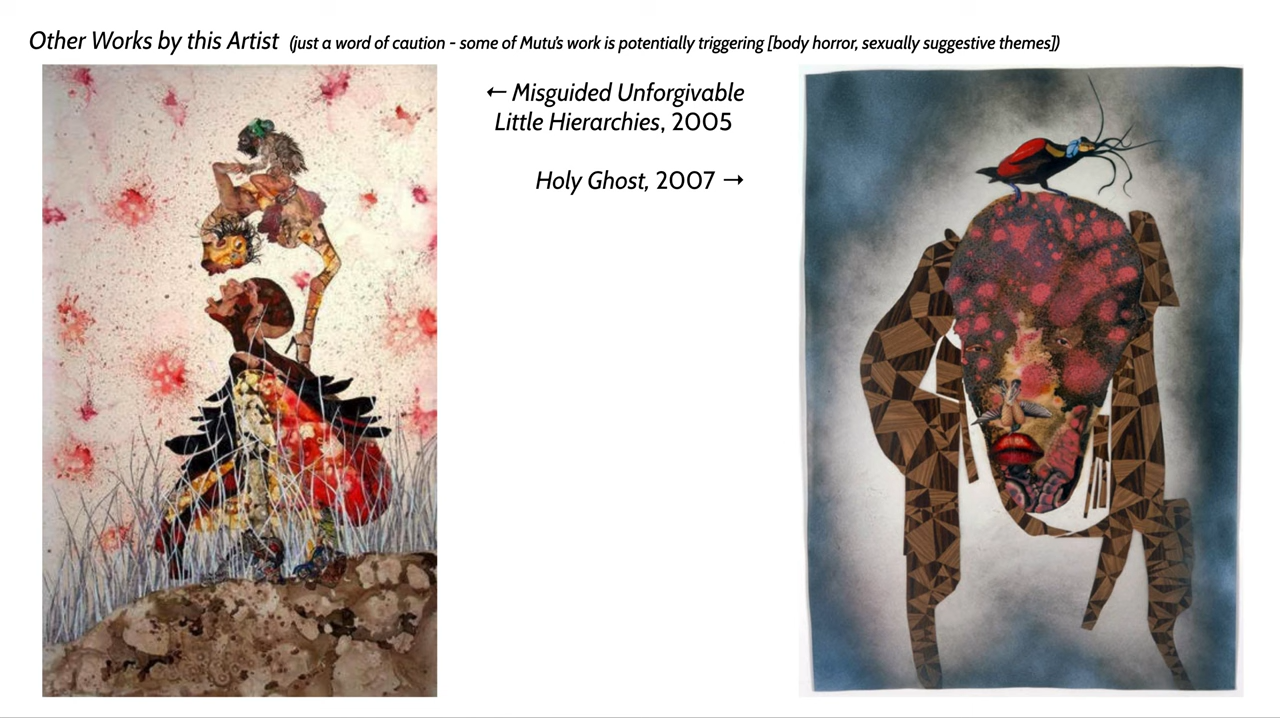 Other Works by this Artist (just a word of caution - some of Mutu's work is potentially triggering [body horror, sexually suggestive themes])
← Misguided Unforgivable
Little Hierarchies, 2005
Holy Ghost, 2007 →